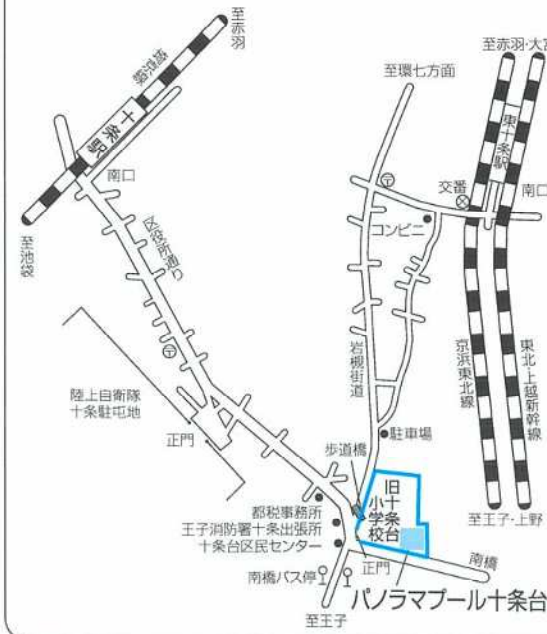 至赤羽
埼京線
十条駅
南口
至池袋
区役所通り
〒
陸上自衛隊
十条駐屯地
正門
至環七方面
〒
交番
コンビニ
至赤羽・大宮
東十条駅
南口
岩槻街道
京浜東北線
東北・上越新幹線
至王子・上野
駐車場
歩道橋
旧十条台
小学校
都税事務所
王子消防署十条出張所
十条台区民センター
正門
南橋
南橋バス停
至王子
パノラマプール十条台